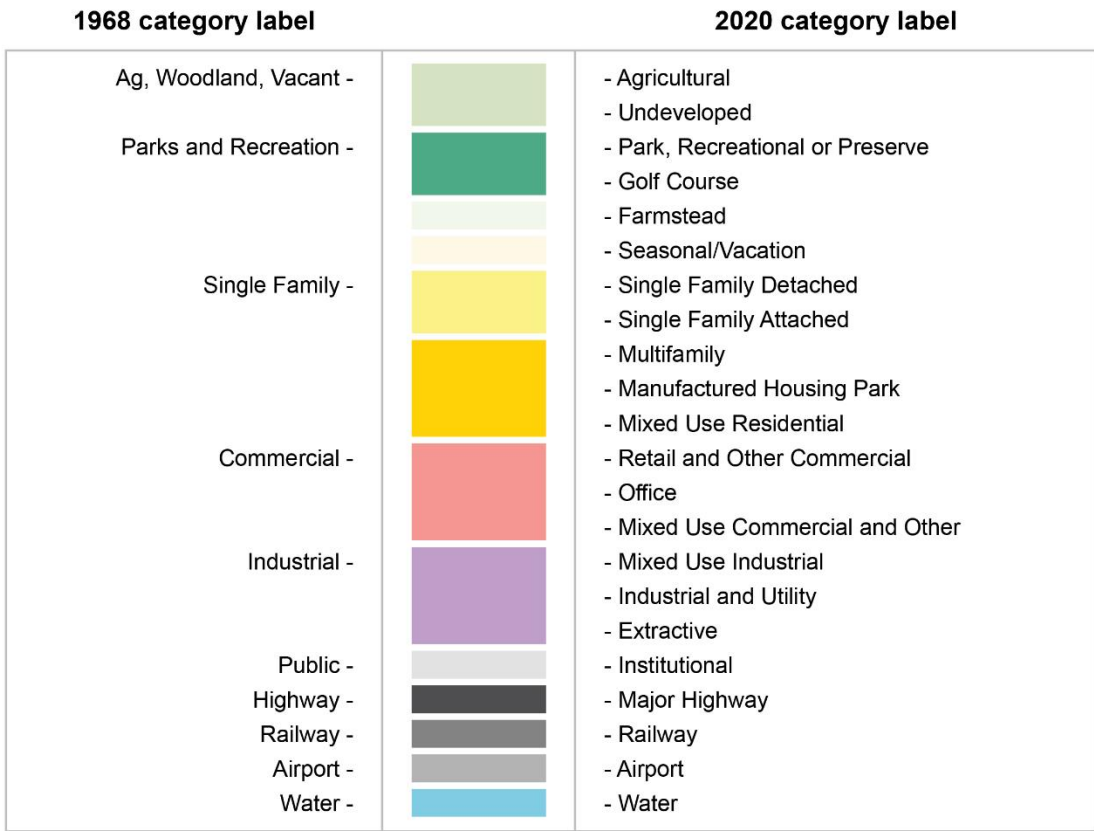 1968 category label 2020 category label
Ag, Woodland, Vacant - - Agricultural
- Undeveloped
Parks and Recreation - - Park, Recreational or Preserve
- Golf Course
- Farmstead
- Seasonal/Vacation
Single Family - - Single Family Detached
- Single Family Attached
- Multifamily
- Manufactured Housing Park
- Mixed Use Residential
Commercial - - Retail and Other Commercial
- Office
- Mixed Use Commercial and Other
Industrial - - Mixed Use Industrial
- Industrial and Utility
- Extractive
Public - - Institutional
Highway - - Major Highway
Railway - - Railway
Airport - - Airport
Water - - Water